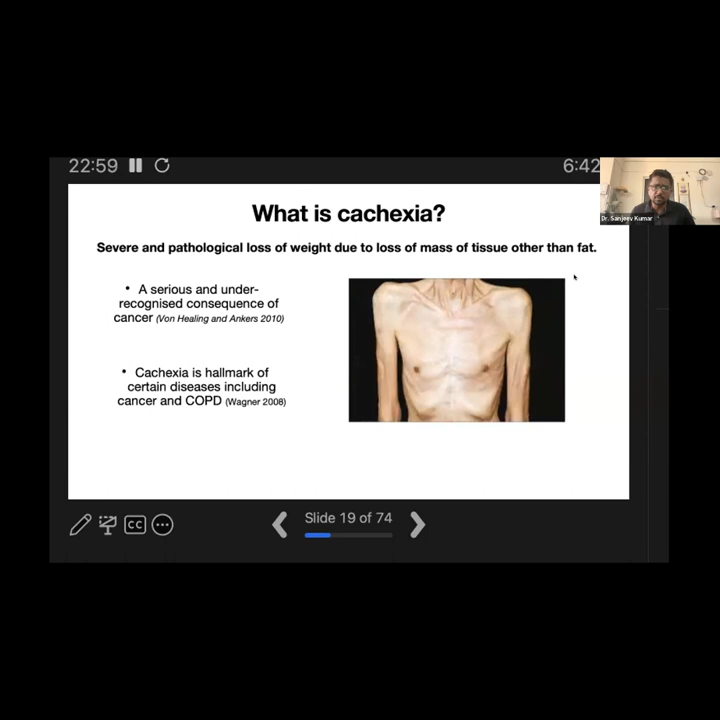 22:59
6:42
Dr. Sanjeev Kumar
What is cachexia?
Severe and pathological loss of weight due to loss of mass of tissue other than fat.
• A serious and under-
recognised consequence of
cancer (Von Healing and Ankers 2010)
• Cachexia is hallmark of
certain diseases including
cancer and COPD (Wagner 2008)
CC
Slide 19 of 74